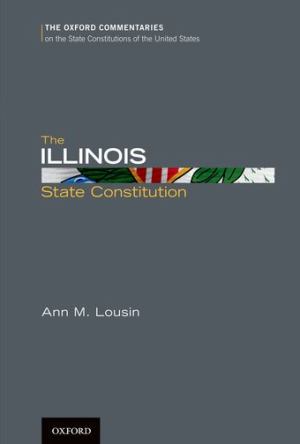 THE OXFORD COMMENTARIES
on the State Constitutions of the United States
The
ILLINOIS
State Constitution
Ann M. Lousin
OXFORD